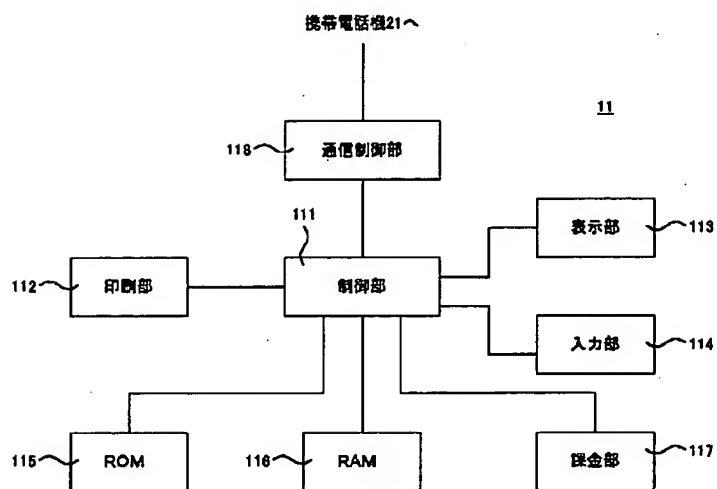 携帯電話機21へ
11
118 通信制御部
111
表示部 113
112 印刷部
制御部
入力部 114
115 ROM
116 RAM
課金部 117